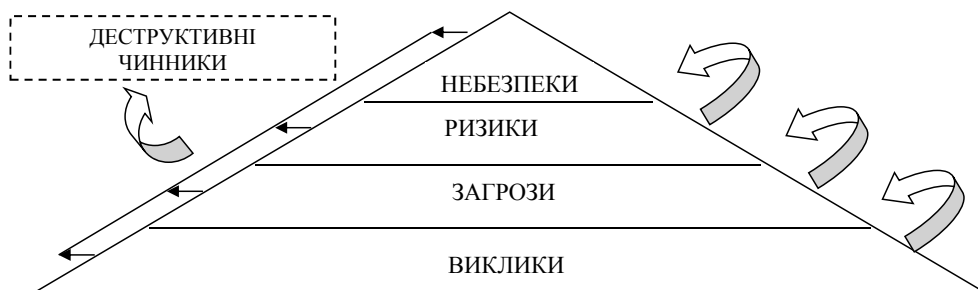 ДЕСТРУКТИВНІ
ЧИННИКИ
НЕБЕЗПЕКИ
РИЗИКИ
ЗАГРОЗИ
ВИКЛИКИ